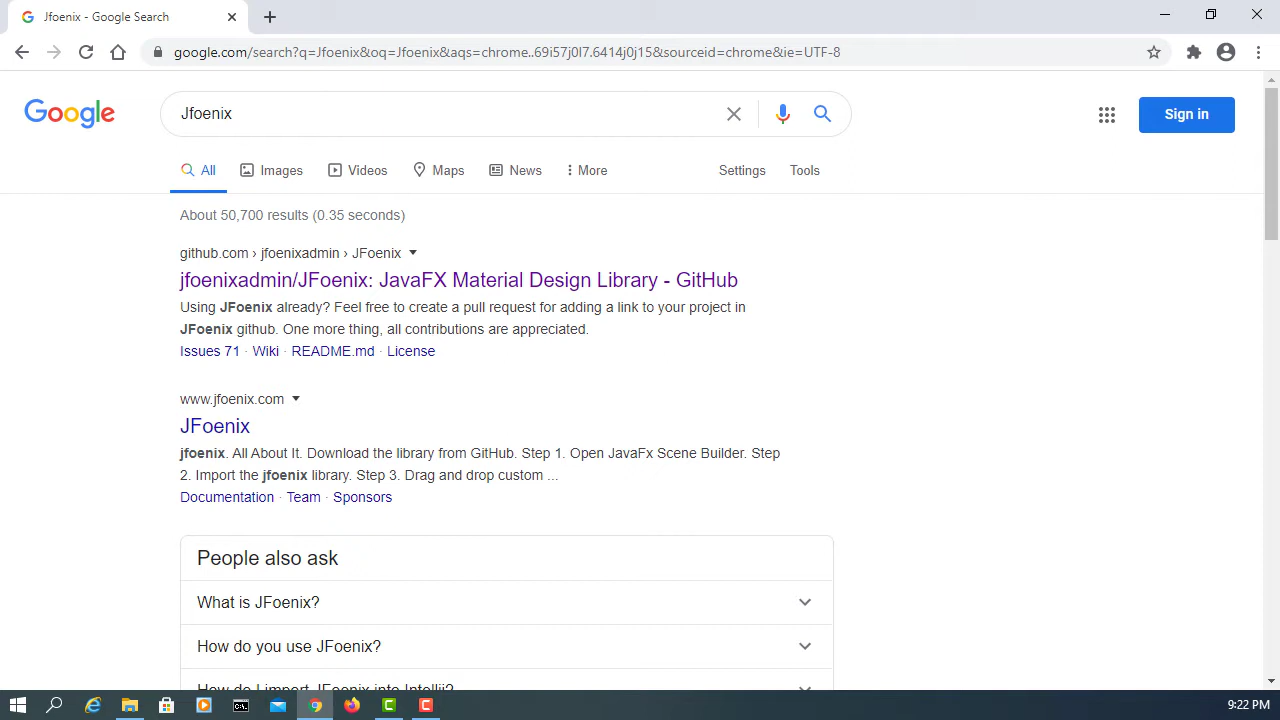 Jfoenix - Google Search
google.com/search?q=Jfoenix&oq=Jfoenix&aqs=chrome..69i57j0l7.6414j0j15&sourceid=chrome&ie=UTF-8
Google
Jfoenix
Sign in
All
Images
Videos
Maps
News
More
Settings
Tools
About 50,700 results (0.35 seconds)
github.com › jfoenixadmin › JFoenix
jfoenixadmin/JFoenix: JavaFX Material Design Library - GitHub
Using JFoenix already? Feel free to create a pull request for adding a link to your project in
JFoenix github. One more thing, all contributions are appreciated.
Issues 71 · Wiki · README.md · License
www.jfoenix.com
JFoenix
jfoenix. All About It. Download the library from GitHub. Step 1. Open JavaFx Scene Builder. Step
2. Import the jfoenix library. Step 3. Drag and drop custom ...
Documentation · Team · Sponsors
People also ask
What is JFoenix?
How do you use JFoenix?
How do I import JFoenix into Intellij?
9:22 PM